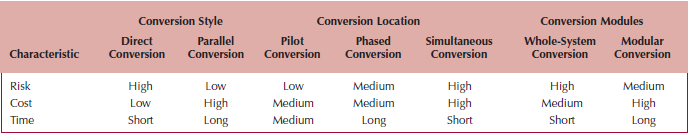 Conversion Style Conversion Location Conversion Modules
Direct Parallel Pilot Phased Simultaneous Whole-System Modular
Characteristic Conversion Conversion Conversion Conversion Conversion Conversion Conversion
Risk High Low Low Medium High High Medium
Cost Low High Medium Medium High Medium High
Time Short Long Medium Long Short Short Long